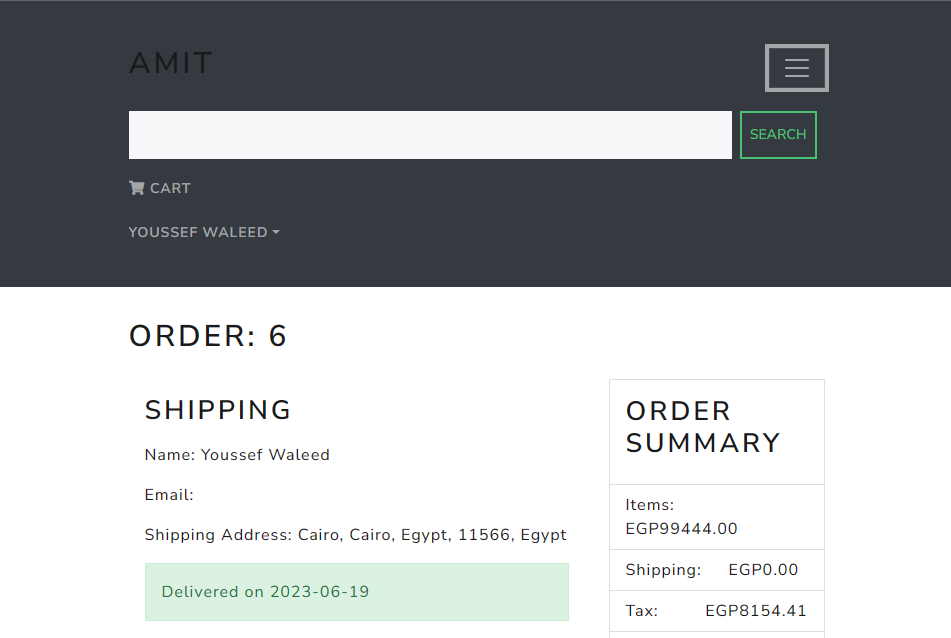 AMIT
SEARCH
CART
YOUSSEF WALEED
ORDER: 6
SHIPPING
Name: Youssef Waleed
Email:
Shipping Address: Cairo, Cairo, Egypt, 11566, Egypt
Delivered on 2023-06-19
ORDER
SUMMARY
Items:
EGP99444.00
Shipping: EGP0.00
Tax: EGP8154.41